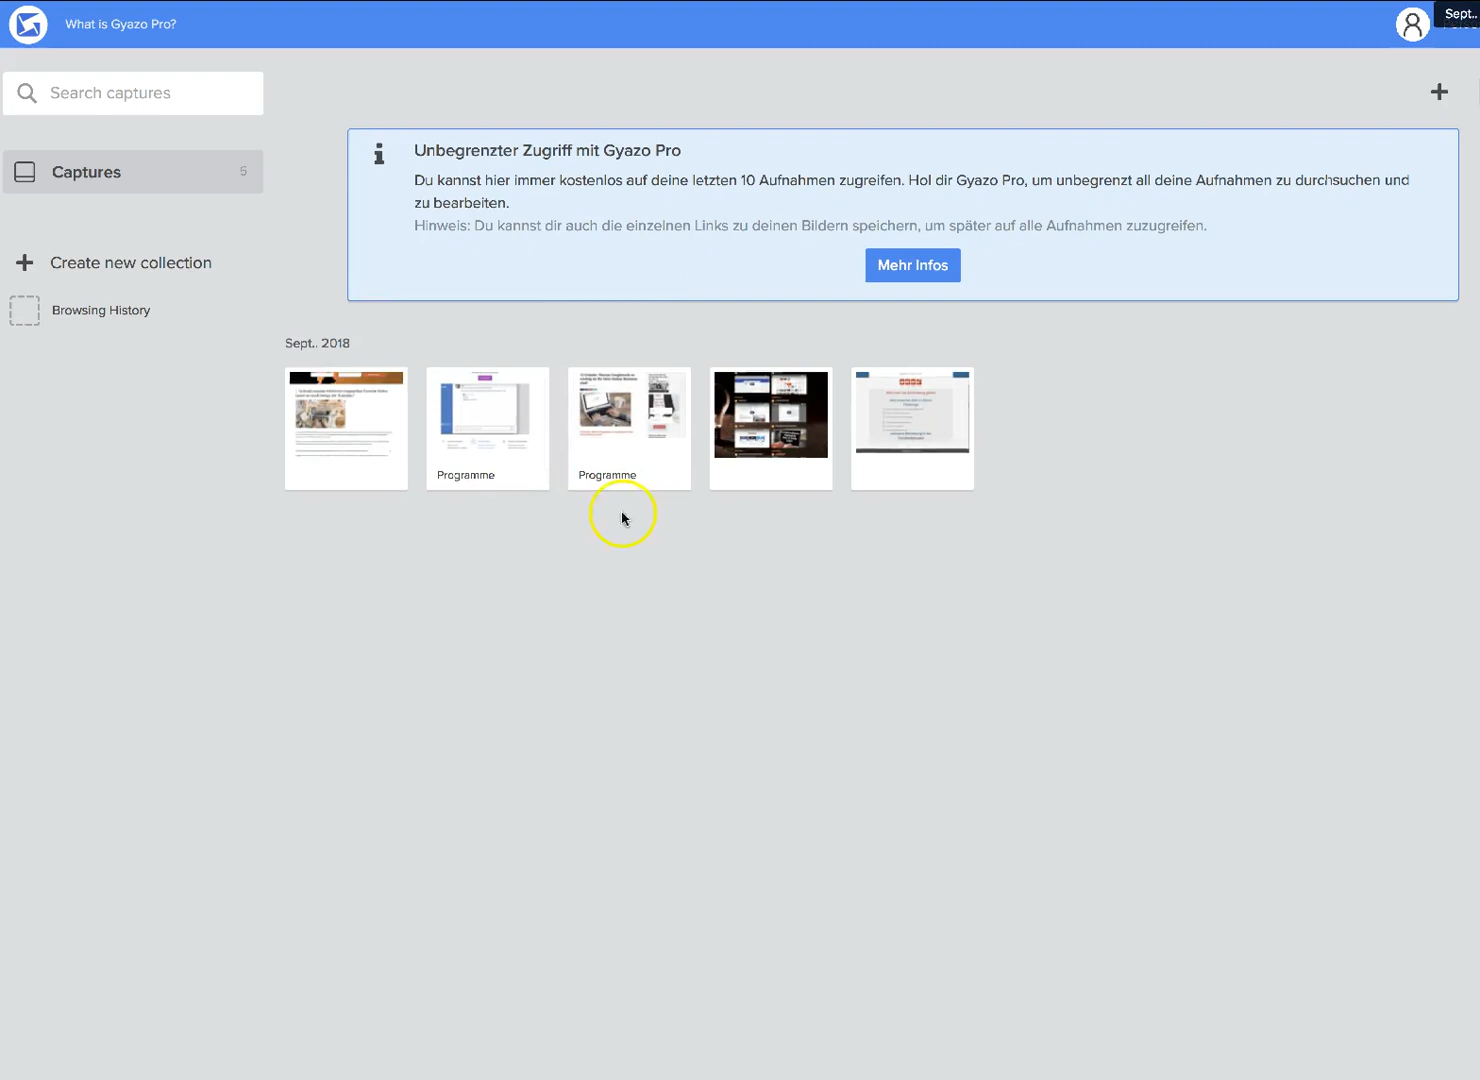 What is Gyazo Pro?
Sept..
Search captures
Captures 5
Create new collection
Browsing History
Unbegrenzter Zugriff mit Gyazo Pro
Du kannst hier immer kostenlos auf deine letzten 10 Aufnahmen zugreifen. Hol dir Gyazo Pro, um unbegrenzt all deine Aufnahmen zu durchsuchen und
zu bearbeiten.
Hinweis: Du kannst dir auch die einzelnen Links zu deinen Bildern speichern, um später auf alle Aufnahmen zuzugreifen.
Mehr Infos
Sept.. 2018
Programme
Programme